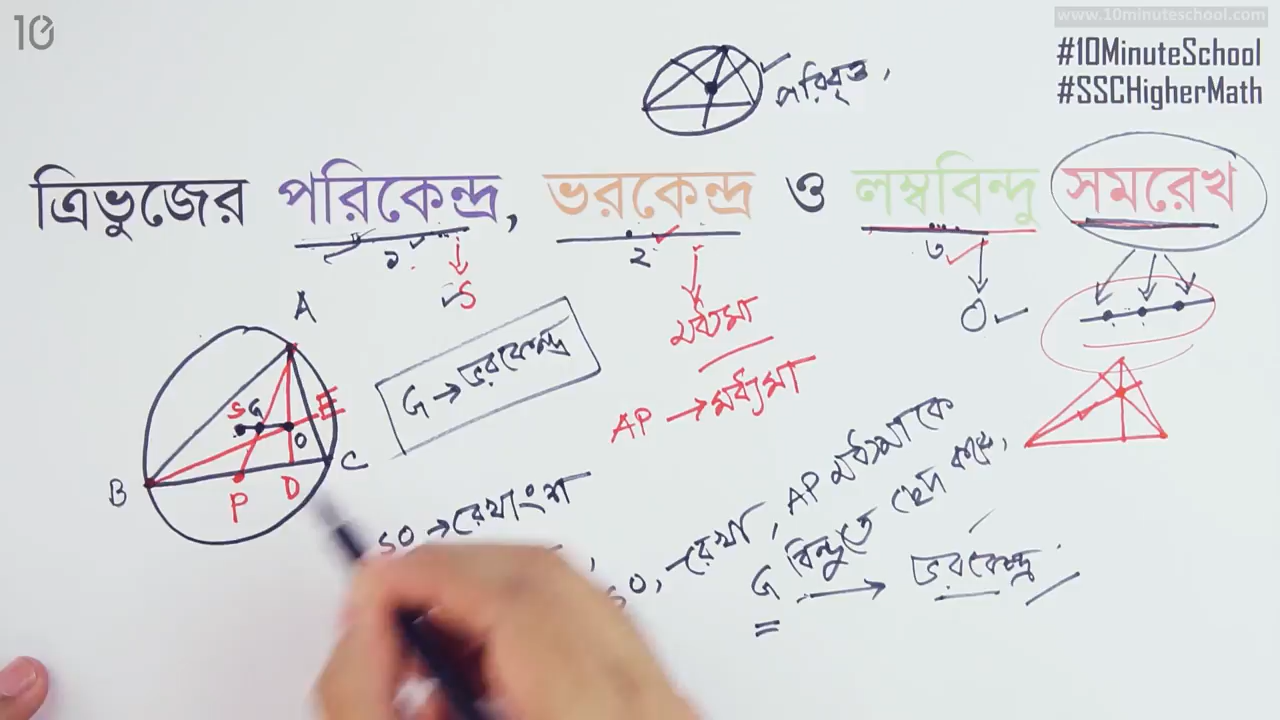 10
www.10minuteschool.com
#10MinuteSchool
#SSCHigherMath
পরিবৃত্ত,
ত্রিভুজের পরিকেন্দ্র, ভরকেন্দ্র ও লম্ববিন্দু সমরেখ
১ ২ ৩
S
মধ্যমা
O
A
G → ভরকেন্দ্র
AP → মধ্যমা
S G O E
B P D C
SO → রেখাংশ
SO, রেখা, AP মধ্যমাকে
G বিন্দুতে ছেদ করে,
→ ভরকেন্দ্র